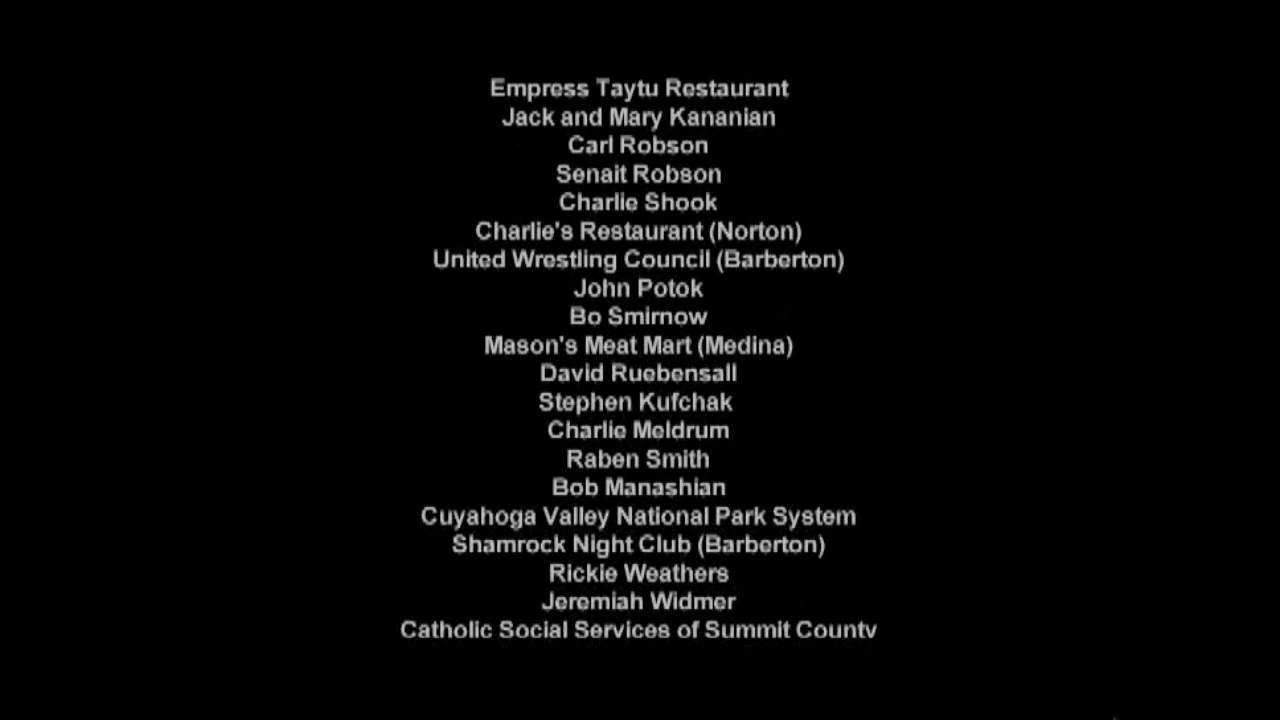 Empress Taytu Restaurant
Jack and Mary Kananian
Carl Robson
Senait Robson
Charlie Shook
Charlie's Restaurant (Norton)
United Wrestling Council (Barberton)
John Potok
Bo Smirnow
Mason's Meat Mart (Medina)
David Ruebensall
Stephen Kufchak
Charlie Meldrum
Raben Smith
Bob Manashian
Cuyahoga Valley National Park System
Shamrock Night Club (Barberton)
Rickie Weathers
Jeremiah Widmer
Catholic Social Services of Summit County